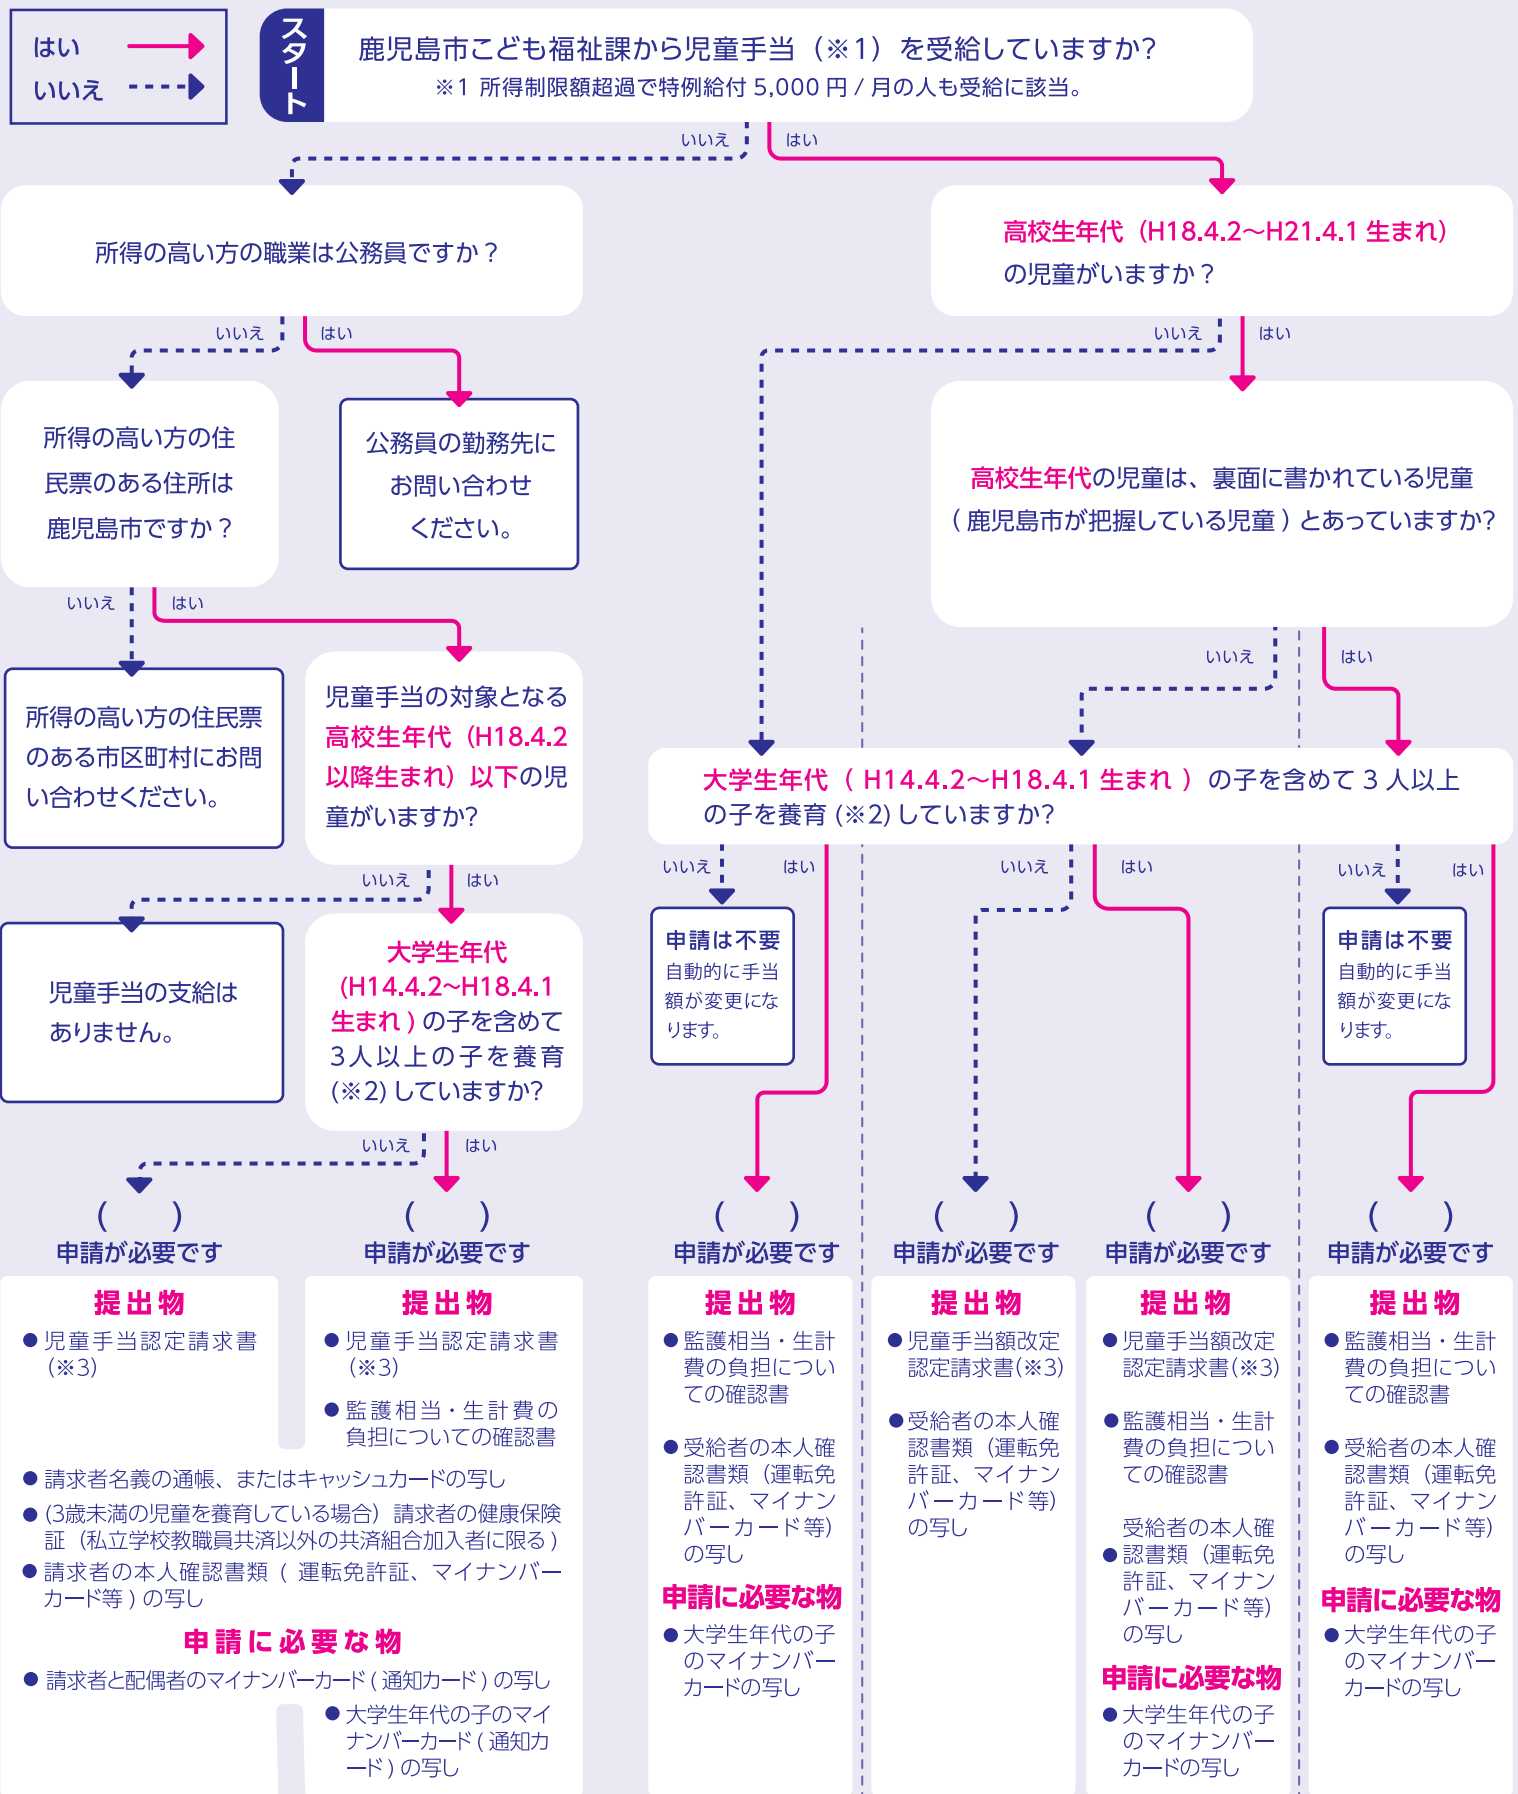 はい
いいえ
スタート
鹿児島市こども福祉課から児童手当（※1）を受給していますか?
※1 所得制限額超過で特例給付 5,000 円 / 月の人も受給に該当。
いいえ
はい
所得の高い方の職業は公務員ですか？
高校生年代（H18.4.2～H21.4.1 生まれ）
の児童がいますか？
いいえ
はい
いいえ
はい
所得の高い方の住
民票のある住所は
鹿児島市ですか？
公務員の勤務先に
お問い合わせ
ください。
高校生年代の児童は、裏面に書かれている児童
( 鹿児島市が把握している児童 ) とあっていますか?
いいえ
はい
いいえ
はい
所得の高い方の住民票
のある市区町村にお問
い合わせください。
児童手当の対象となる
高校生年代（H18.4.2
以降生まれ）以下の児
童がいますか?
大学生年代（ H14.4.2～H18.4.1 生まれ ）の子を含めて 3 人以上
の子を養育 (※2) していますか?
いいえ
はい
いいえ
はい
いいえ
はい
いいえ
はい
児童手当の支給は
ありません。
大学生年代
(H14.4.2~H18.4.1
生まれ ) の子を含めて
3人以上の子を養育
(※2) していますか?
申請は不要
自動的に手当
額が変更にな
ります。
申請は不要
自動的に手当
額が変更にな
ります。
いいえ
はい
(　　)
申請が必要です
(　　)
申請が必要です
(　　)
申請が必要です
(　　)
申請が必要です
(　　)
申請が必要です
(　　)
申請が必要です
提出物
● 児童手当認定請求書
(※3)
提出物
● 児童手当認定請求書
(※3)
● 監護相当・生計費の
負担についての確認書
● 請求者名義の通帳、またはキャッシュカードの写し
● (3歳未満の児童を養育している場合）請求者の健康保険
証（私立学校教職員共済以外の共済組合加入者に限る )
● 請求者の本人確認書類 ( 運転免許証、マイナンバー
カード等 ) の写し
申請に必要な物
● 請求者と配偶者のマイナンバーカード ( 通知カード ) の写し
● 大学生年代の子のマイ
ナンバーカード ( 通知カ
ード ) の写し
提出物
● 監護相当・生計
費の負担につい
ての確認書
● 受給者の本人確
認書類（運転免
許証、マイナン
バーカード等)
の写し
申請に必要な物
● 大学生年代の子
のマイナンバー
カードの写し
提出物
● 児童手当額改定
認定請求書(※3)
● 受給者の本人確
認書類（運転免
許証、マイナン
バーカード等)
の写し
提出物
● 児童手当額改定
認定請求書(※3)
● 監護相当・生計
費の負担につい
ての確認書
受給者の本人確
● 認書類（運転免
許証、マイナン
バーカード等)
の写し
申請に必要な物
● 大学生年代の子
のマイナンバー
カードの写し
提出物
● 監護相当・生計
費の負担につい
ての確認書
● 受給者の本人確
認書類（運転免
許証、マイナン
バーカード等)
の写し
申請に必要な物
● 大学生年代の子
のマイナンバー
カードの写し